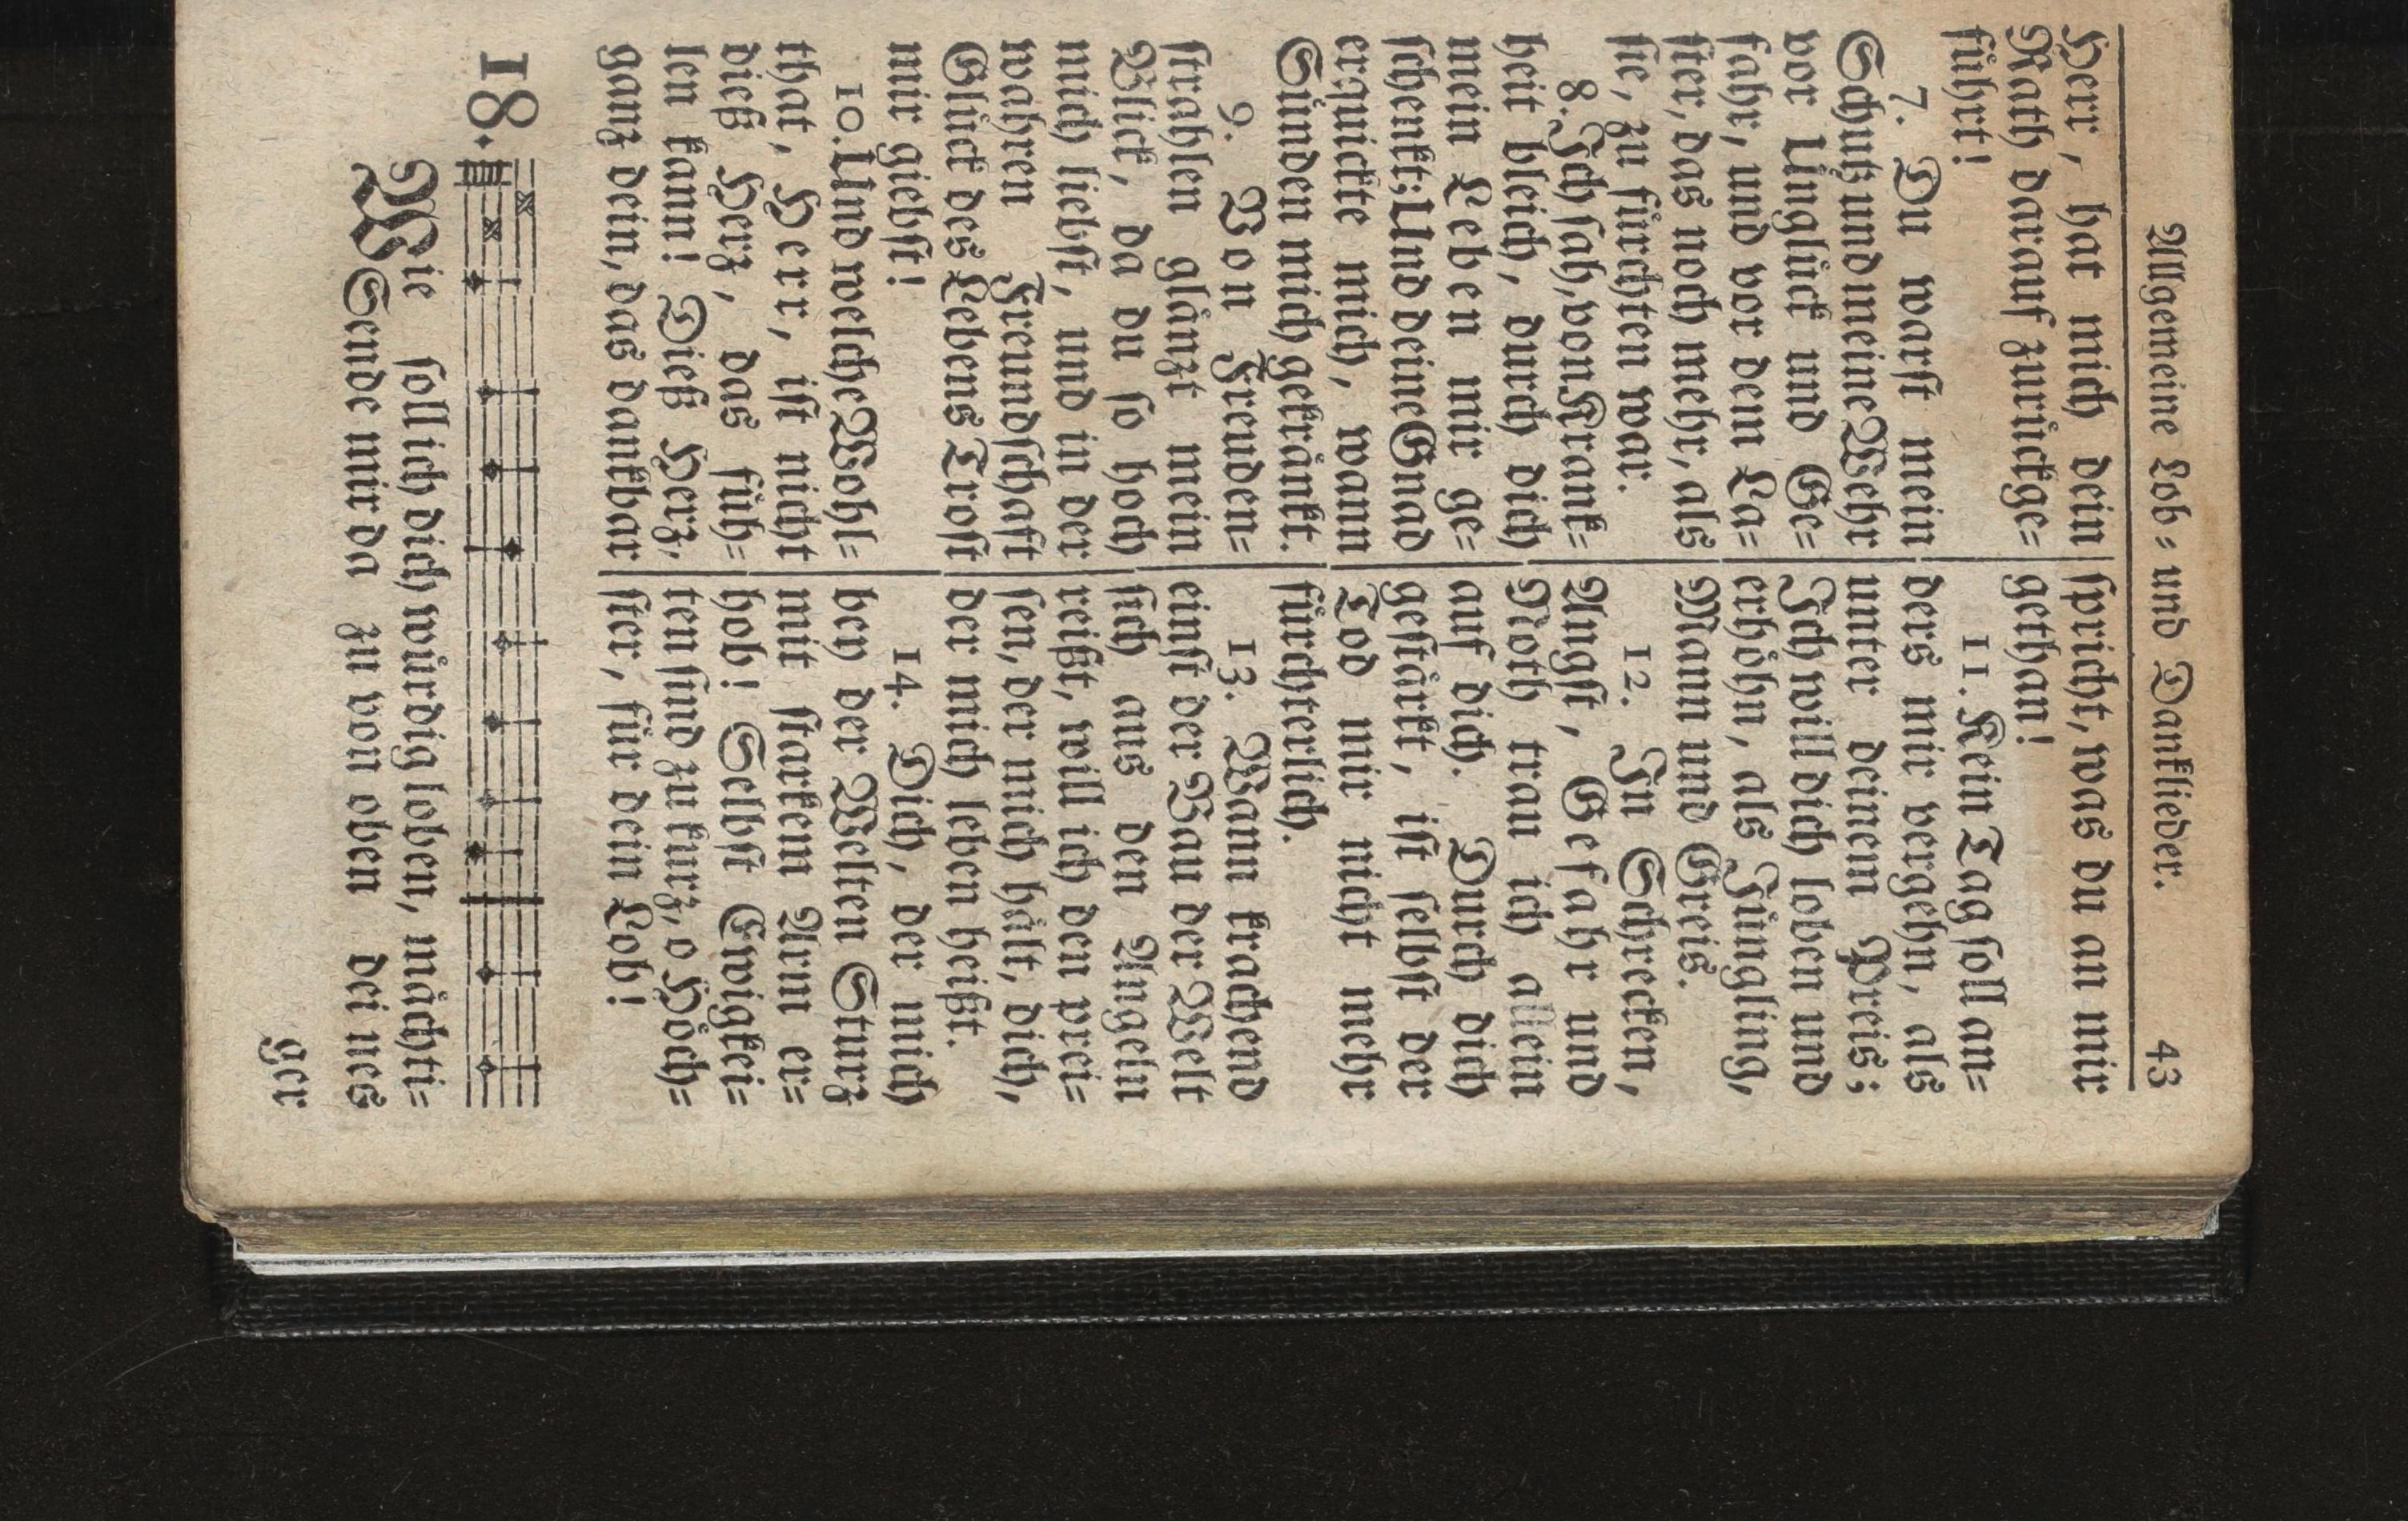 Allgemeine Lob- und Danklieder. 43
Herr, hat mich dein
Rath darauf zurückge=
führt!
7. Du warst mein
Schutz und meine Wehr
vor Unglück und Ge=
fahr, und vor dem La=
ster, das noch mehr, als
sie, zu fürchten war.
8. Ich sah, von Krank=
heit bleich, durch dich
mein Leben mir ge=
schenkt; Und deine Gnad
erquickte mich, wann
Sünden mich gekränkt.
9. Von Freuden=
strahlen glänzt mein
Blick, da du so hoch
mich liebst, und in der
wahren Freundschaft
Glück des Lebens Trost
mir giebst!
10. Und welche Wohl=
that, Herr, ist nicht
dieß Herz, das füh=
len kann! Dieß Herz,
ganz dein, das dankbar
spricht, was du an mir
gethan!
11. Kein Tag soll an=
ders mir vergehn, als
unter deinem Preis;
Ich will dich loben und
erhöhn, als Jüngling,
Mann und Greis.
12. In Schrecken,
Angst, Gefahr und
Noth trau ich allein
auf dich. Durch dich
gestärkt, ist selbst der
Tod mir nicht mehr
fürchterlich.
13. Wann krachend
einst der Bau der Welt
sich aus den Angeln
reißt, will ich den prei=
sen, der mich hält, dich,
der mich leben heißt.
14. Dich, der mich
bey der Welten Sturz
mit starkem Arm er=
hob! Selbst Ewigkei=
ten sind zu kurz, o Höch=
ster, für dein Lob!
18.
Wie soll ich dich würdig loben, mächti=
Sende mir da zu von oben dei nes
ger